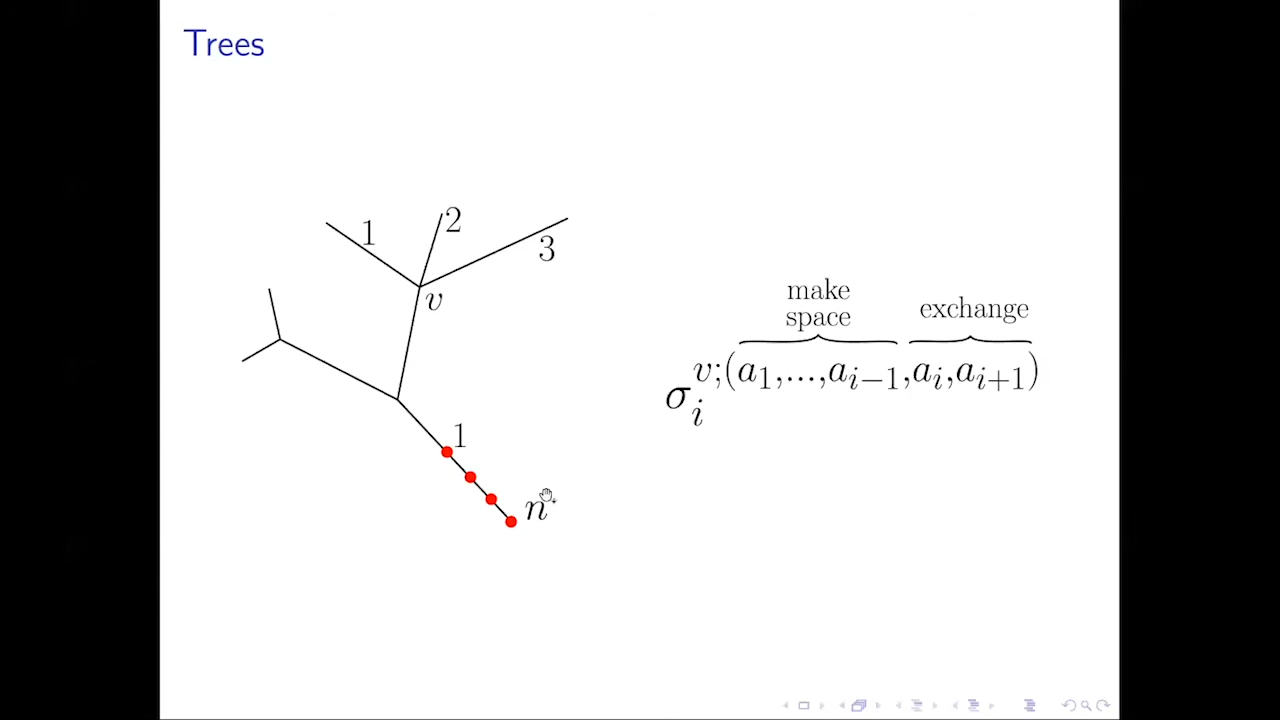 Trees
1
2
3
v
1
n
make
space
exchange
σ_i^{v;(a_1,...,a_{i-1},a_i,a_{i+1})}